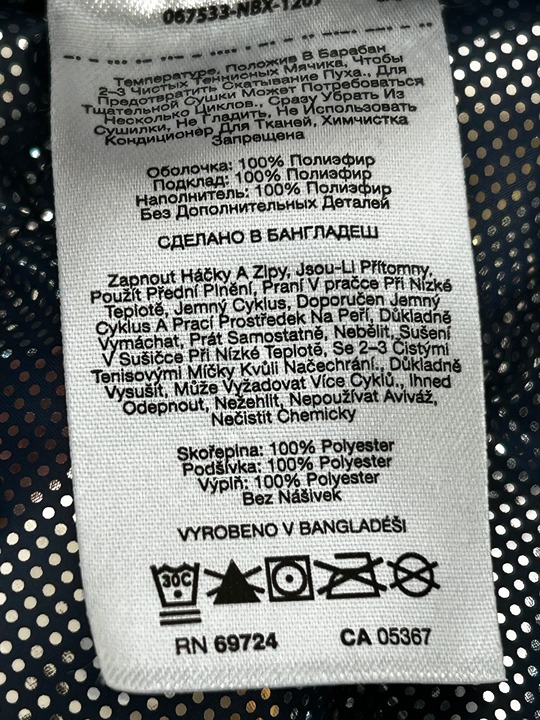 067533-NBX-1207
Температуре, Положив В Барабан
2–3 Чистых Теннисных Мячика, Чтобы
Предотвратить Скатывание Пуха., Для
Тщательной Сушки Может Потребоваться
Несколько Циклов., Сразу Убрать Из
Сушилки, Не Гладить, Не Использовать
Кондиционер Для Тканей, Химчистка
Запрещена
Оболочка: 100% Полиэфир
Подклад: 100% Полиэфир
Наполнитель: 100% Полиэфир
Без Дополнительных Деталей
СДЕЛАНО В БАНГЛАДЕШ
Zapnout Háčky A Zipy, Jsou-Li Přítomny,
Použít Přední Plnění, Praní V pračce Při Nízké
Teplotě, Jemný Cyklus, Doporučen Jemný
Cyklus A Prací Prostředek Na Peří, Důkladně
Vymáchat, Prát Samostatně, Nebělit, Sušení
V Sušičce Při Nízké Teplotě, Se 2–3 Čistými
Tenisovými Míčky Kvůli Načechrání., Důkladně
Vysušit, Může Vyžadovat Více Cyklů., Ihned
Odepnout, Nežehlit, Nepoužívat Aviváž,
Nečistit Chemicky
Skořepina: 100% Polyester
Podšívka: 100% Polyester
Výplň: 100% Polyester
Bez Nášivek
VYROBENO V BANGLADÉŠI
30C
RN 69724 CA 05367